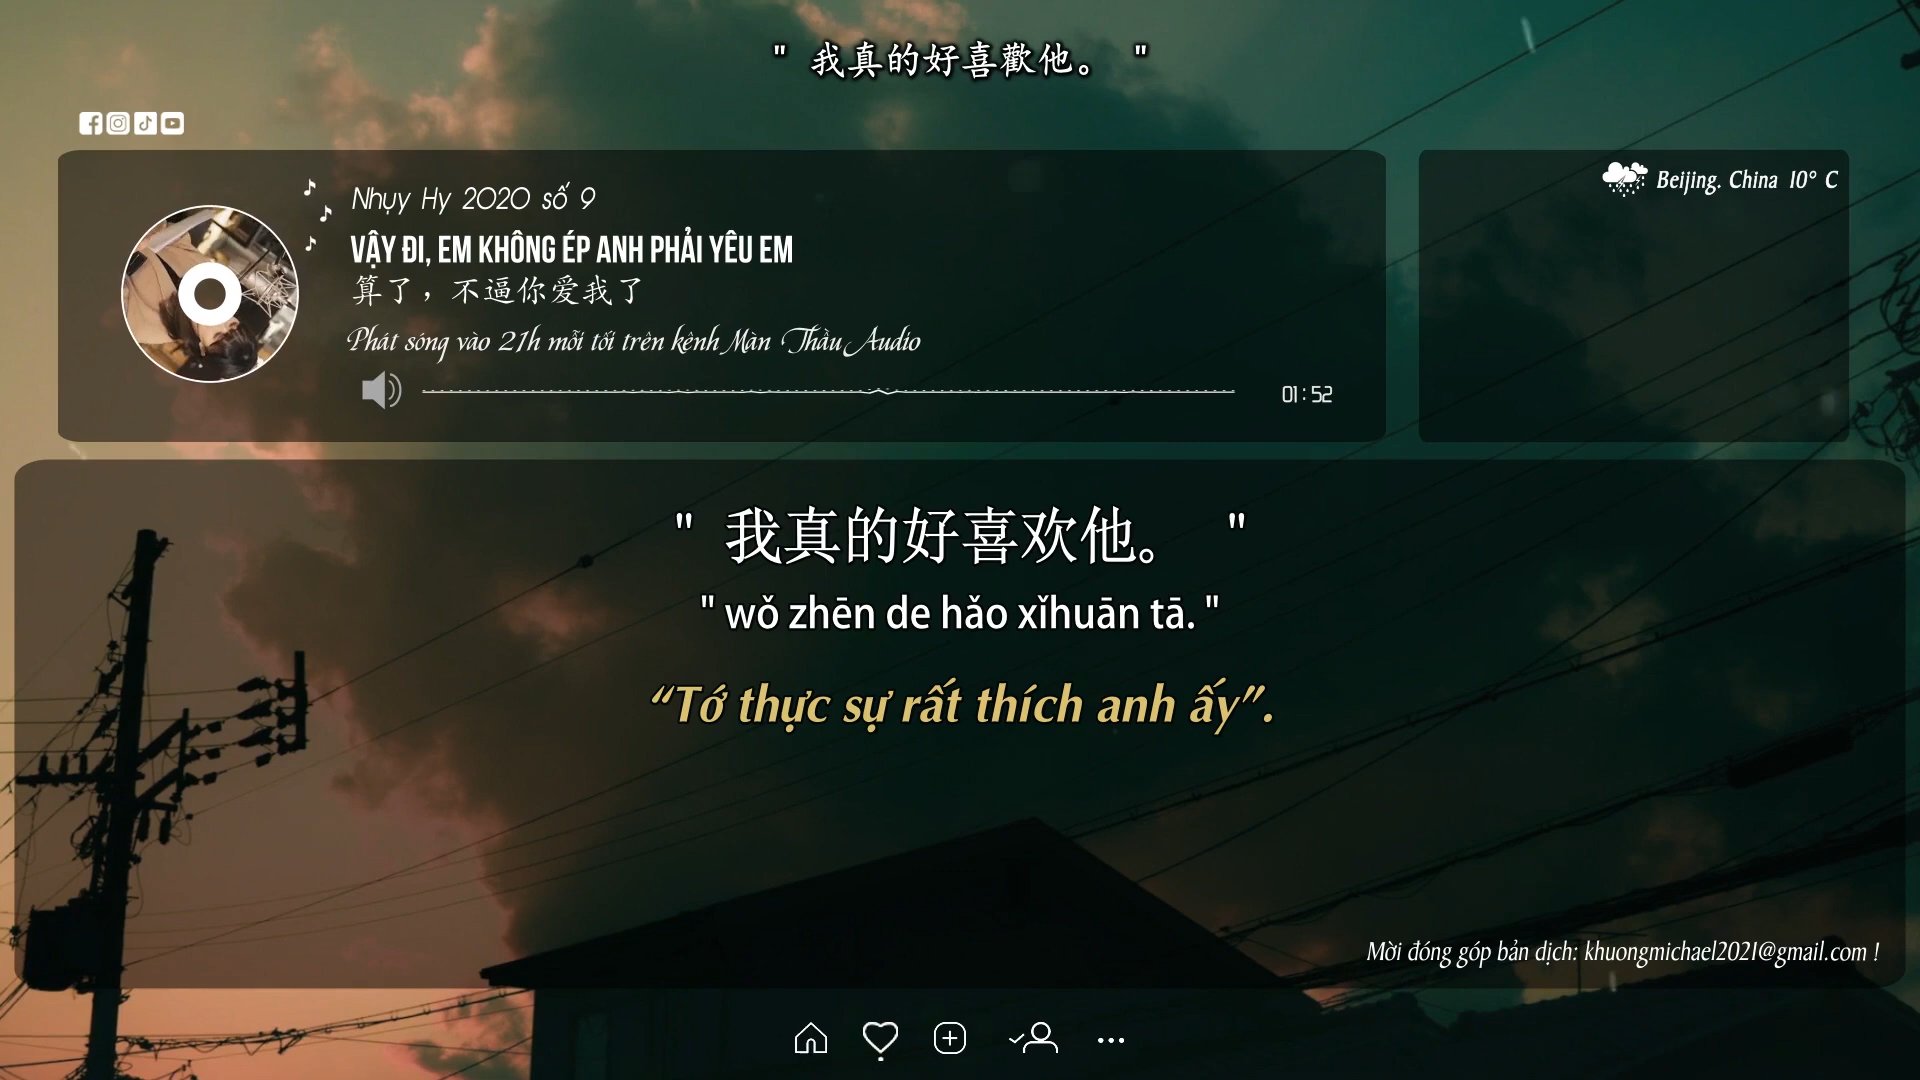 " 我真的好喜歡他。 "
Nhụy Hy 2020 số 9
VẬY ĐI, EM KHÔNG ÉP ANH PHẢI YÊU EM
算了，不逼你爱我了
Phát sóng vào 21h mỗi tối trên kênh Màn Thầu Audio
01:52
Beijing. China 10° C
" 我真的好喜欢他。 "
" wǒ zhēn de hǎo xǐhuān tā. "
“Tớ thực sự rất thích anh ấy”.
Mời đóng góp bản dịch: khuongmichael2021@gmail.com !